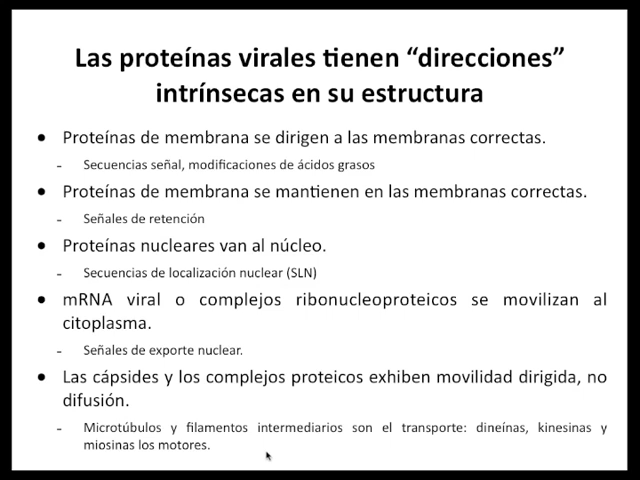 Las proteínas virales tienen “direcciones”
intrínsecas en su estructura
• Proteínas de membrana se dirigen a las membranas correctas.
- Secuencias señal, modificaciones de ácidos grasos
• Proteínas de membrana se mantienen en las membranas correctas.
- Señales de retención
• Proteínas nucleares van al núcleo.
- Secuencias de localización nuclear (SLN)
• mRNA viral o complejos ribonucleoproteicos se movilizan al
citoplasma.
- Señales de exporte nuclear.
• Las cápsides y los complejos proteicos exhiben movilidad dirigida, no
difusión.
- Microtúbulos y filamentos intermediarios son el transporte: dineínas, kinesinas y
miosinas los motores.